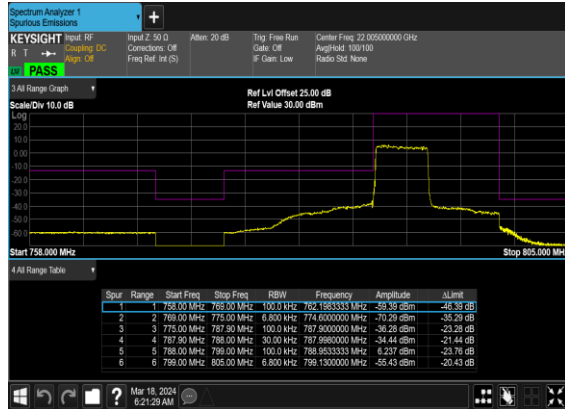 Spectrum Analyzer 1
Spurious Emissions
+
KEYSIGHT Input: RF Input Z: 50 Ω Atten: 20 dB Trig: Free Run Center Freq: 22.005000000 GHz
R T Coupling: DC Corrections: Off Gate: Off Avg|Hold: 100/100
Align: Off Freq Ref: Int (S) IF Gain: Low Radio Std: None
PASS
3 All Range Graph
Ref Lvl Offset 25.00 dB
Scale/Div 10.0 dB Ref Value 30.00 dBm
Log
20.0
10.0
0.00
-10.0
-20.0
-30.0
-40.0
-50.0
-60.0
Start 758.000 MHz Stop 805.000 MH
4 All Range Table
Spur Range Start Freq Stop Freq RBW Frequency Amplitude ΔLimit
1 1 758.00 MHz 769.00 MHz 100.0 kHz 762.1983333 MHz -59.39 dBm -46.39 dB
2 2 769.00 MHz 775.00 MHz 6.800 kHz 774.6000000 MHz -70.29 dBm -35.29 dB
3 3 775.00 MHz 787.90 MHz 100.0 kHz 787.9000000 MHz -36.28 dBm -23.28 dB
4 4 787.90 MHz 788.00 MHz 30.00 kHz 787.9980000 MHz -34.44 dBm -21.44 dB
5 5 788.00 MHz 799.00 MHz 100.0 kHz 788.9533333 MHz 6.237 dBm -23.76 dB
6 6 799.00 MHz 805.00 MHz 6.800 kHz 799.1300000 MHz -55.43 dBm -20.43 dB
? Mar 18, 2024
6:21:29 AM